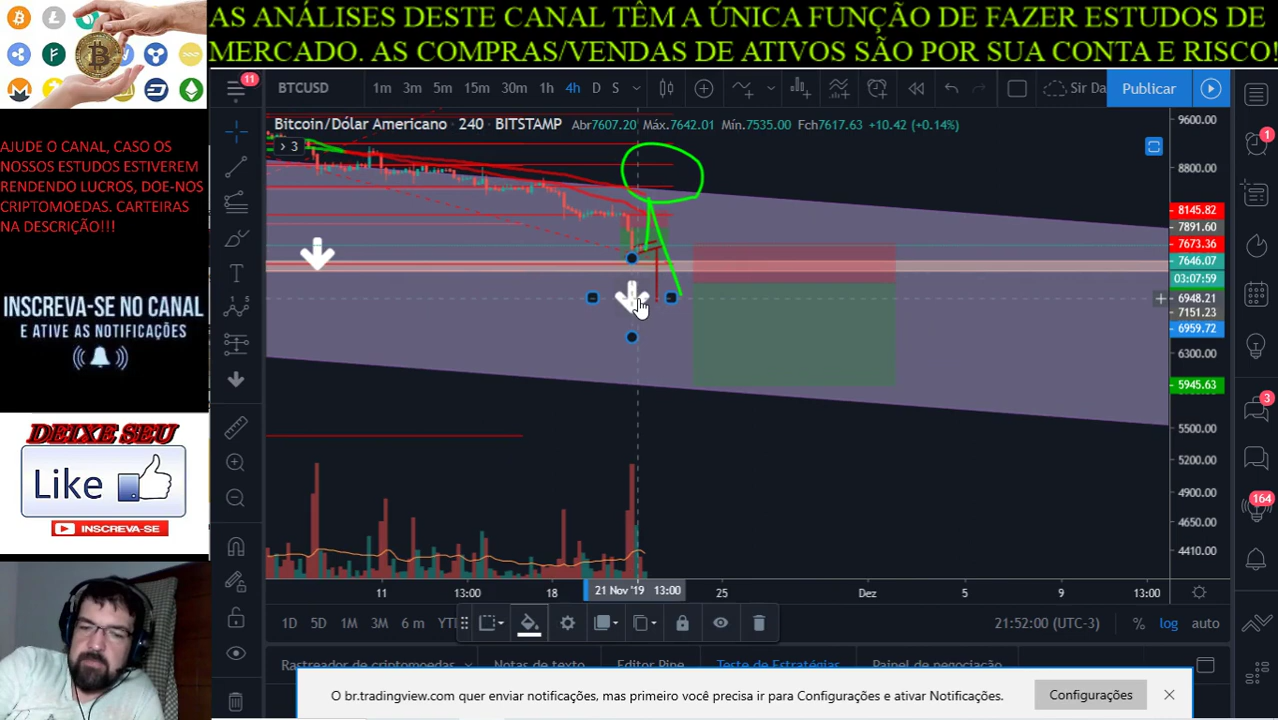 AS ANÁLISES DESTE CANAL TÊM A ÚNICA FUNÇÃO DE FAZER ESTUDOS DE
MERCADO. AS COMPRAS/VENDAS DE ATIVOS SÃO POR SUA CONTA E RISCO!
11
BTCUSD 1m 3m 5m 15m 30m 1h 4h D S Sir Da Publicar
Bitcoin/Dólar Americano · 240 · BITSTAMP Abr7607.20 Máx.7642.01 Mín.7535.00 Fch7617.63 +10.42 (+0.14%)
3
AJUDE O CANAL, CASO OS
NOSSOS ESTUDOS ESTIVEREM
RENDENDO LUCROS, DOE-NOS
CRIPTOMOEDAS. CARTEIRAS
NA DESCRIÇÃO!!!
INSCREVA-SE NO CANAL
E ATIVE AS NOTIFICAÇÕES
DEIXE SEU
Like
INSCREVA-SE
9600.00
8800.00
8145.82
7891.60
7673.36
7646.07
03:07:59
6948.21
7151.23
6959.72
6300.00
5945.63
5500.00
5200.00
4900.00
4650.00
4410.00
1
3
164
11 13:00 18 21 Nov '19 13:00 25 Dez 5 9 13:00
1D 5D 1M 3M 6 m YT 21:52:00 (UTC-3) % log auto
Rastreador de criptomoedas Notas de texto Editor Pine Teste de Estratégias Painel de negociação
O br.tradingview.com quer enviar notificações, mas primeiro você precisa ir para Configurações e ativar Notificações. Configurações